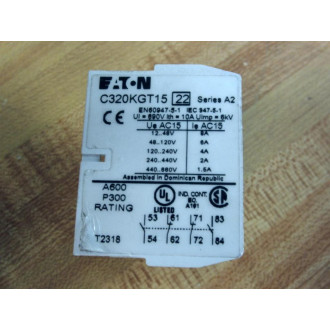 EATON
C320KGT15 22 Series A2
EN60947-5-1 IEC 947-5-1
Ui = 690V Ith = 10A Uimp = 6kV
Ue AC15 Ie AC15
12..48V 6A
48..120V 6A
120..240V 4A
240..440V 2A
440..660V 1.5A
Assembled in Dominican Republic
A600
P300
RATING
UL
LISTED
IND. CONT.
EQ.
A191
53 61 71 83
T2318 54 62 72 84